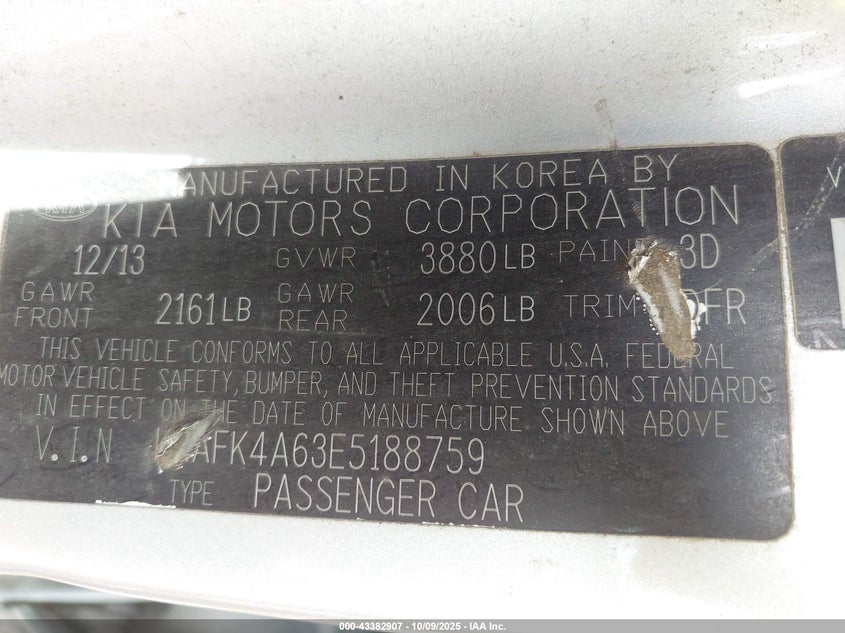 MANUFACTURED IN KOREA BY
KIA KIA MOTORS CORPORATION
12/13 GVWR 3880LB PAINT 3D
GAWR FRONT 2161LB GAWR REAR 2006LB TRIM FR
THIS VEHICLE CONFORMS TO ALL APPLICABLE U.S.A. FEDERAL
MOTOR VEHICLE SAFETY, BUMPER, AND THEFT PREVENTION STANDARDS
IN EFFECT ON THE DATE OF MANUFACTURE SHOWN ABOVE
V.I.N AFK4A63E5188759
TYPE PASSENGER CAR
V
000-43382907 - 10/09/2025 - IAA Inc.